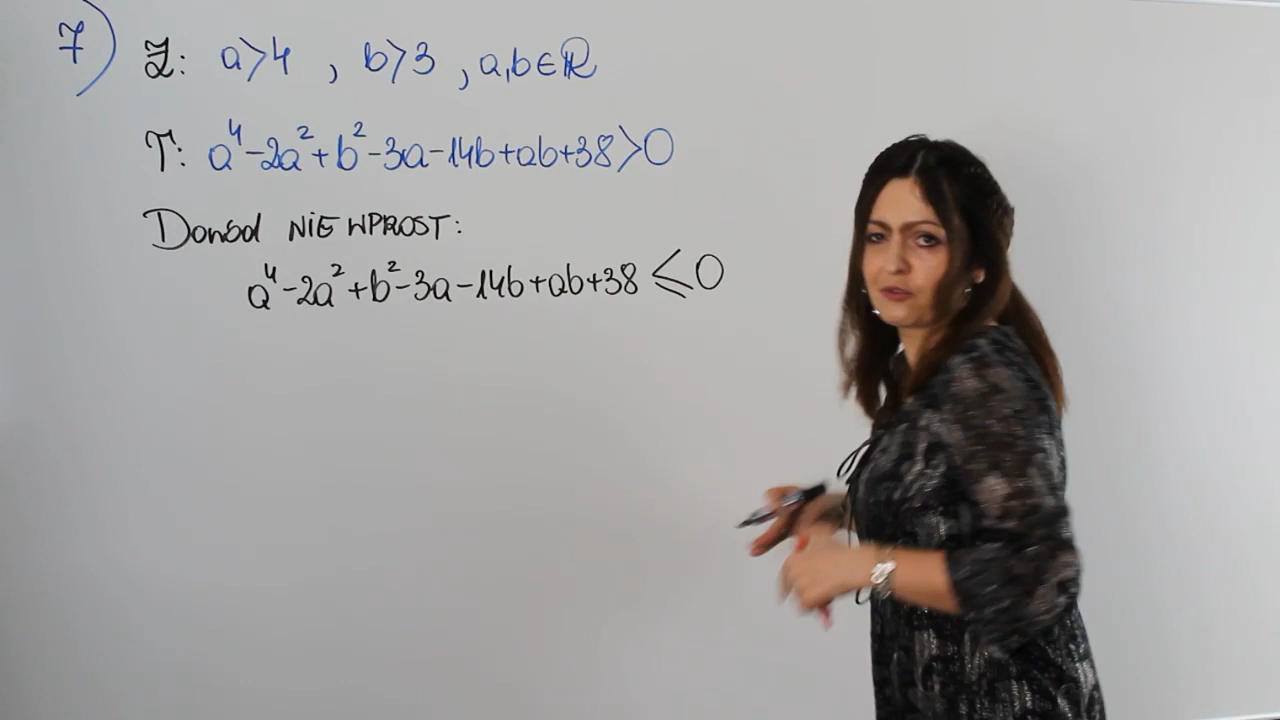 7) Z: a>4 , b>3 , a,b∈ℝ
T: a⁴-2a²+b²-3a-14b+ab+38>0
Dowód NIE WPROST:
a⁴-2a²+b²-3a-14b+ab+38 ≤0